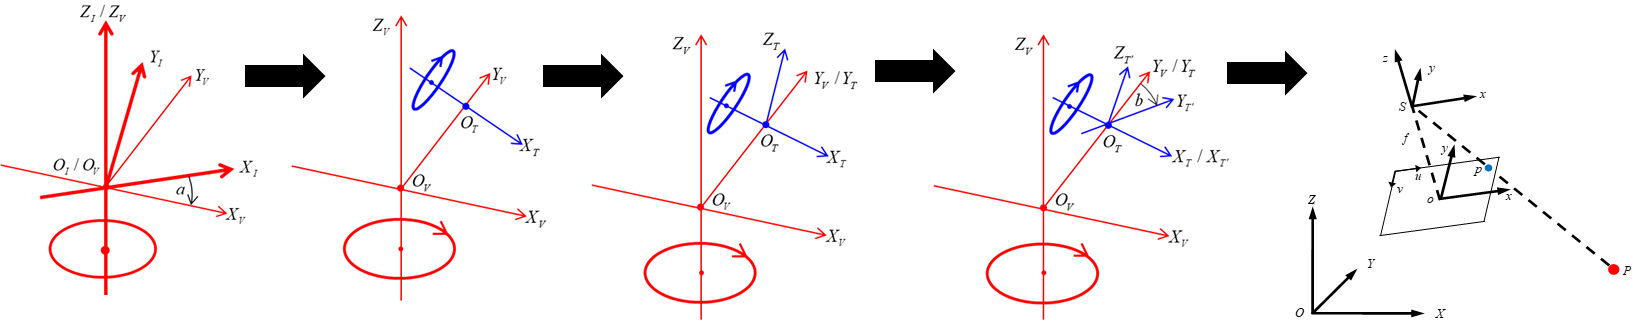 Z_I / Z_V
Y_I
Y_V
O_I / O_V
X_I
a
X_V
Z_V
Y_V
O_T
X_T
O_V
X_V
Z_V
Z_T
Y_V / Y_T
O_T
X_T
O_V
X_V
Z_V
Z_T'
Y_V / Y_T
b
Y_T'
O_T
X_T / X_T'
O_V
X_V
z
y
x
S
f
y
p
u
v
o
x
Z
Y
P
O
X